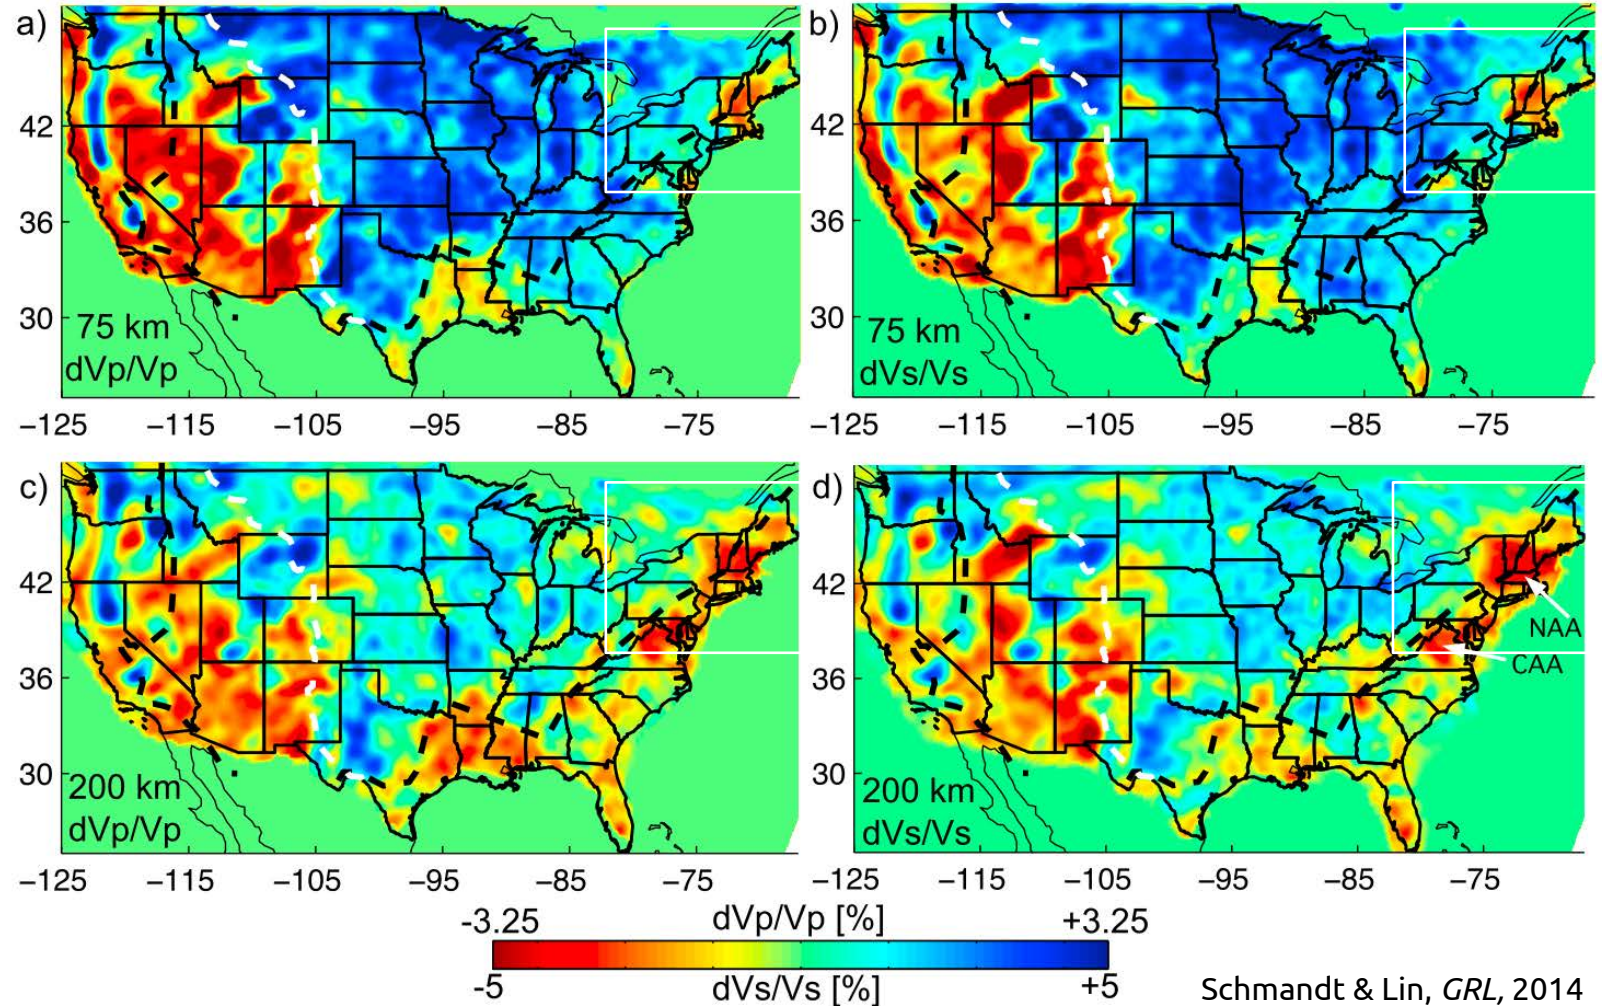 a)
42
36
30
75 km
dVp/Vp
−125 −115 −105 −95 −85 −75
b)
42
36
30
75 km
dVs/Vs
−125 −115 −105 −95 −85 −75
c)
42
36
30
200 km
dVp/Vp
−125 −115 −105 −95 −85 −75
d)
42
36
30
200 km
dVs/Vs
NAA
CAA
−125 −115 −105 −95 −85 −75
-3.25 dVp/Vp [%] +3.25
-5 dVs/Vs [%] +5
Schmandt & Lin, GRL, 2014